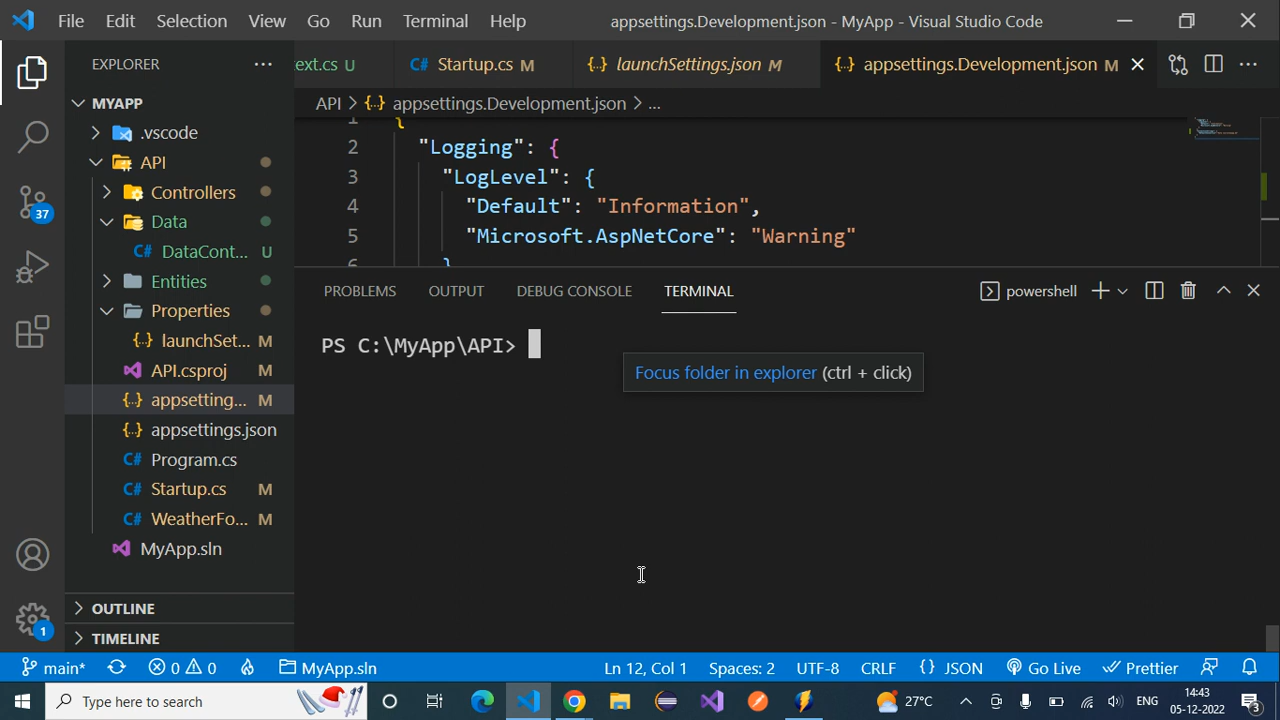 File Edit Selection View Go Run Terminal Help
appsettings.Development.json - MyApp - Visual Studio Code
EXPLORER
ext.cs U
C# Startup.cs M
{} launchSettings.json M
{} appsettings.Development.json M
MYAPP
.vscode
API
Controllers
Data
C# DataCont... U
Entities
Properties
{} launchSet... M
API.csproj M
{} appsetting... M
{} appsettings.json
C# Program.cs
C# Startup.cs M
C# WeatherFo... M
MyApp.sln
OUTLINE
TIMELINE
37
1
API > {} appsettings.Development.json > ...
1 {
2 "Logging": {
3 "LogLevel": {
4 "Default": "Information",
5 "Microsoft.AspNetCore": "Warning"
6 }
PROBLEMS OUTPUT DEBUG CONSOLE TERMINAL
powershell
PS C:\MyApp\API>
Focus folder in explorer (ctrl + click)
main* 0 0 MyApp.sln Ln 12, Col 1 Spaces: 2 UTF-8 CRLF {} JSON Go Live Prettier
Type here to search
27°C
ENG
14:43
05-12-2022
3